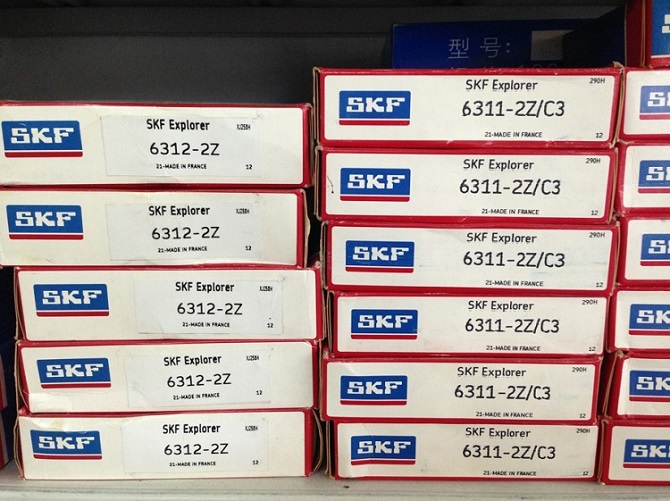 型号:
SKF
SKF Explorer
6312-2Z
21-MADE IN FRANCE
12
SKF
SKF Explorer
6312-2Z
21-MADE IN FRANCE
12
SKF
SKF Explorer
6312-2Z
21-MADE IN FRANCE
12
SKF
SKF Explorer
6312-2Z
21-MADE IN FRANCE
12
SKF
SKF Explorer
6312-2Z
21-MADE IN FRANCE
12
SKF
SKF Explorer
290H
6311-2Z/C3
21-MADE IN FRANCE
12
SKF
SKF Explorer
290H
6311-2Z/C3
21-MADE IN FRANCE
12
SKF
SKF Explorer
290H
6311-2Z/C3
21-MADE IN FRANCE
12
SKF
SKF Explorer
290H
6311-2Z/C3
21-MADE IN FRANCE
12
SKF
SKF Explorer
290H
6311-2Z/C3
21-MADE IN FRANCE
12
SKF
SKF Explorer
290H
6311-2Z/C3
21-MADE IN FRANCE
12